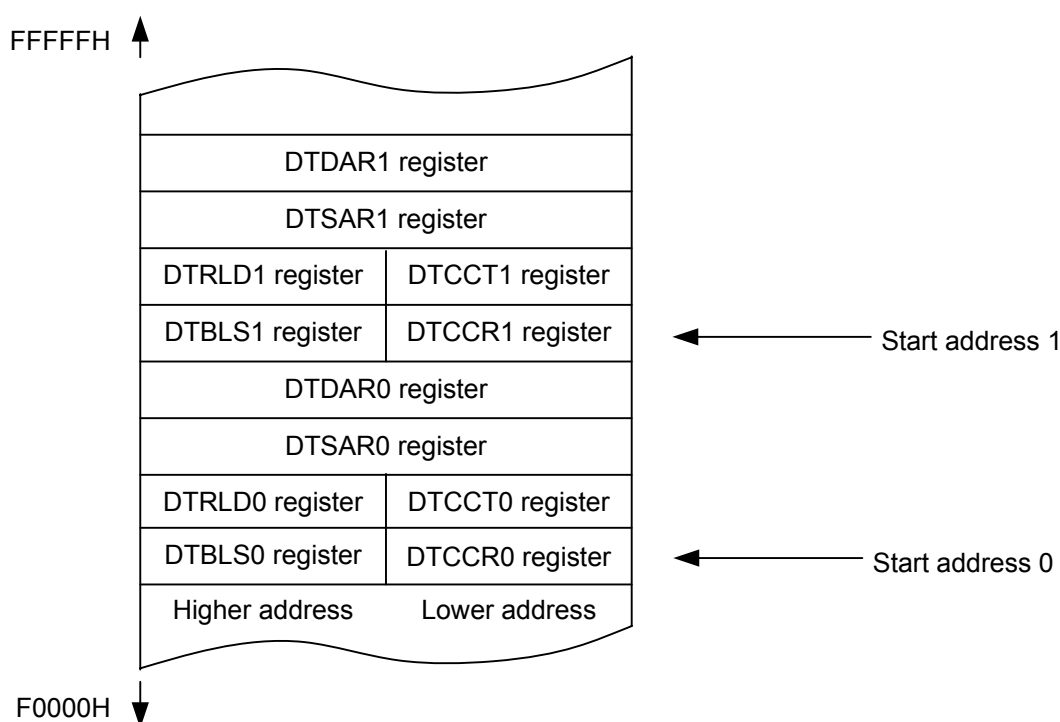 FFFFFH
DTDAR1 register
DTSAR1 register
DTRLD1 register DTCCT1 register
DTBLS1 register DTCCR1 register
Start address 1
DTDAR0 register
DTSAR0 register
DTRLD0 register DTCCT0 register
DTBLS0 register DTCCR0 register
Start address 0
Higher address Lower address
F0000H